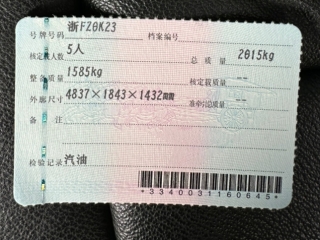 号牌号码 浙FZ0K23 档案编号
核定载人数 5人 总质量 2015kg
整备质量 1585kg 核定载质量 --
外廓尺寸 4837×1843×1432mm 准牵引总质量 --
备注
检验记录 汽油
*3340031160645*